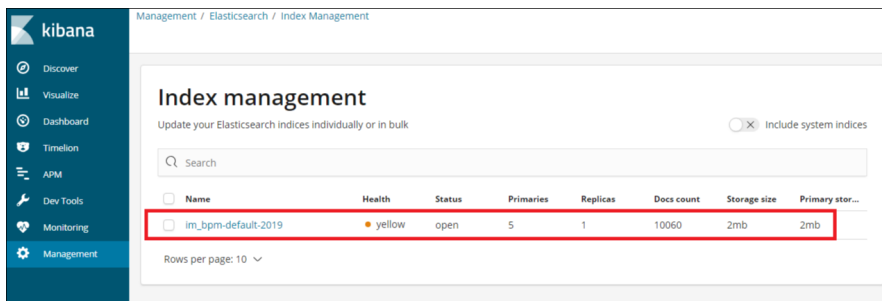 Management / Elasticsearch / Index Management
kibana
Discover
Visualize
Dashboard
Timelion
APM
Dev Tools
Monitoring
Management
Index management
Update your Elasticsearch indices individually or in bulk
Include system indices
Search
Name Health Status Primaries Replicas Docs count Storage size Primary stor...
im_bpm-default-2019 yellow open 5 1 10060 2mb 2mb
Rows per page: 10